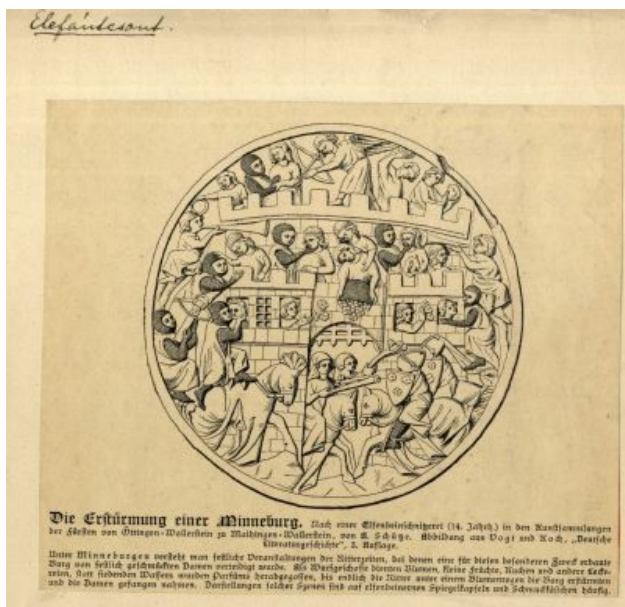 Elefántcsont.
Die Erstürmung einer Minneburg. Nach einer Elfenbeinschnitzerei (14. Jahrh.) in den Kunstsammlungen
der Fürsten von Öttingen-Wallerstein zu Maihingen-Wallerstein, von A. Schütze. Abbildung aus Vogt und Koch, „Deutsche
Literaturgeschichte", 3. Auflage.
Unter Minneburgen versteht man festliche Veranstaltungen der Ritterzeiten, bei denen eine für diesen besonderen Zweck erbaute
Burg von festlich geschmückten Damen verteidigt wurde. Als Wurfgeschosse dienten Blumen, kleine Früchte, Kuchen und andere Lecke-
reien, statt siedenden Wassers wurden Parfüms herabgegossen, bis endlich die Ritter unter einem Blumenregen die Burg erstürmten
und die Damen gefangen nahmen. Darstellungen solcher Szenen sind auf elfenbeinernen Spiegelkapseln und Schmuckkästchen häufig.